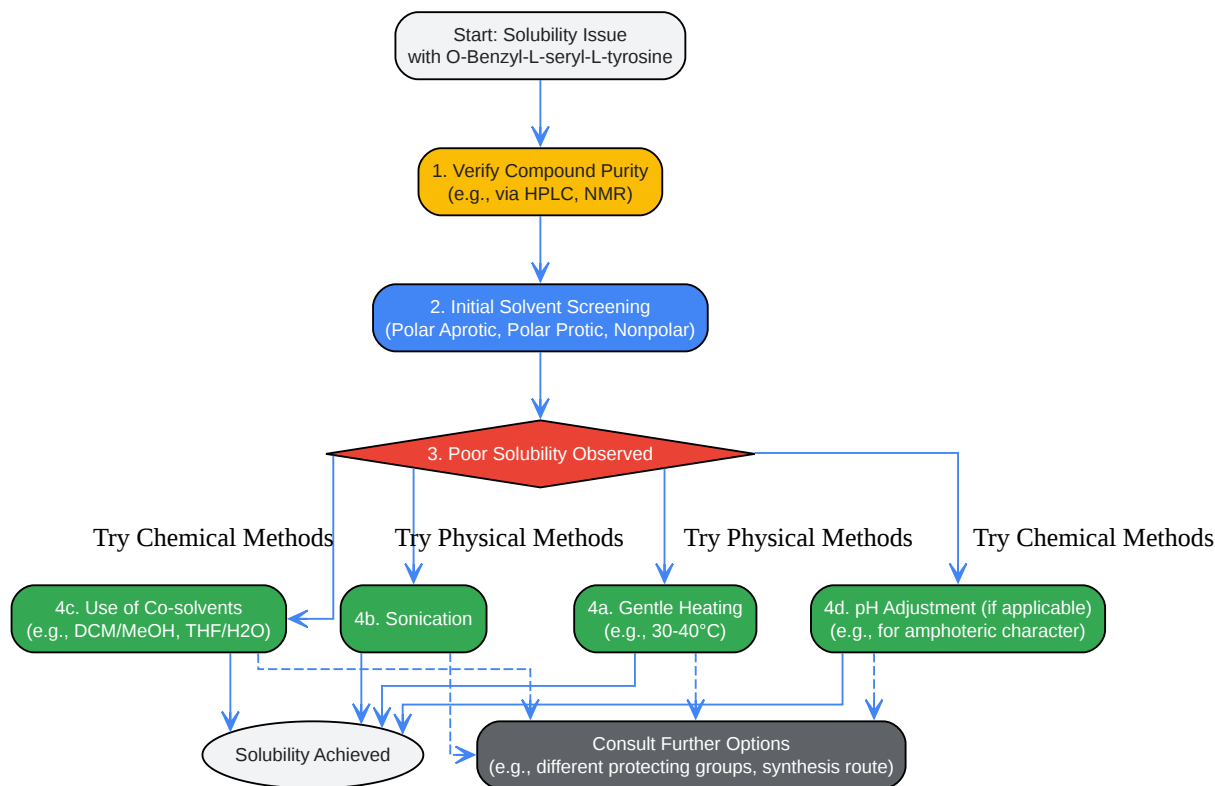 Start: Solubility Issue
with O-Benzyl-L-seryl-L-tyrosine
1. Verify Compound Purity
(e.g., via HPLC, NMR)
2. Initial Solvent Screening
(Polar Aprotic, Polar Protic, Nonpolar)
3. Poor Solubility Observed
Try Chemical Methods
Try Physical Methods
Try Physical Methods
Try Chemical Methods
4c. Use of Co-solvents
(e.g., DCM/MeOH, THF/H2O)
4b. Sonication
4a. Gentle Heating
(e.g., 30-40°C)
4d. pH Adjustment (if applicable)
(e.g., for amphoteric character)
Solubility Achieved
Consult Further Options
(e.g., different protecting groups, synthesis route)